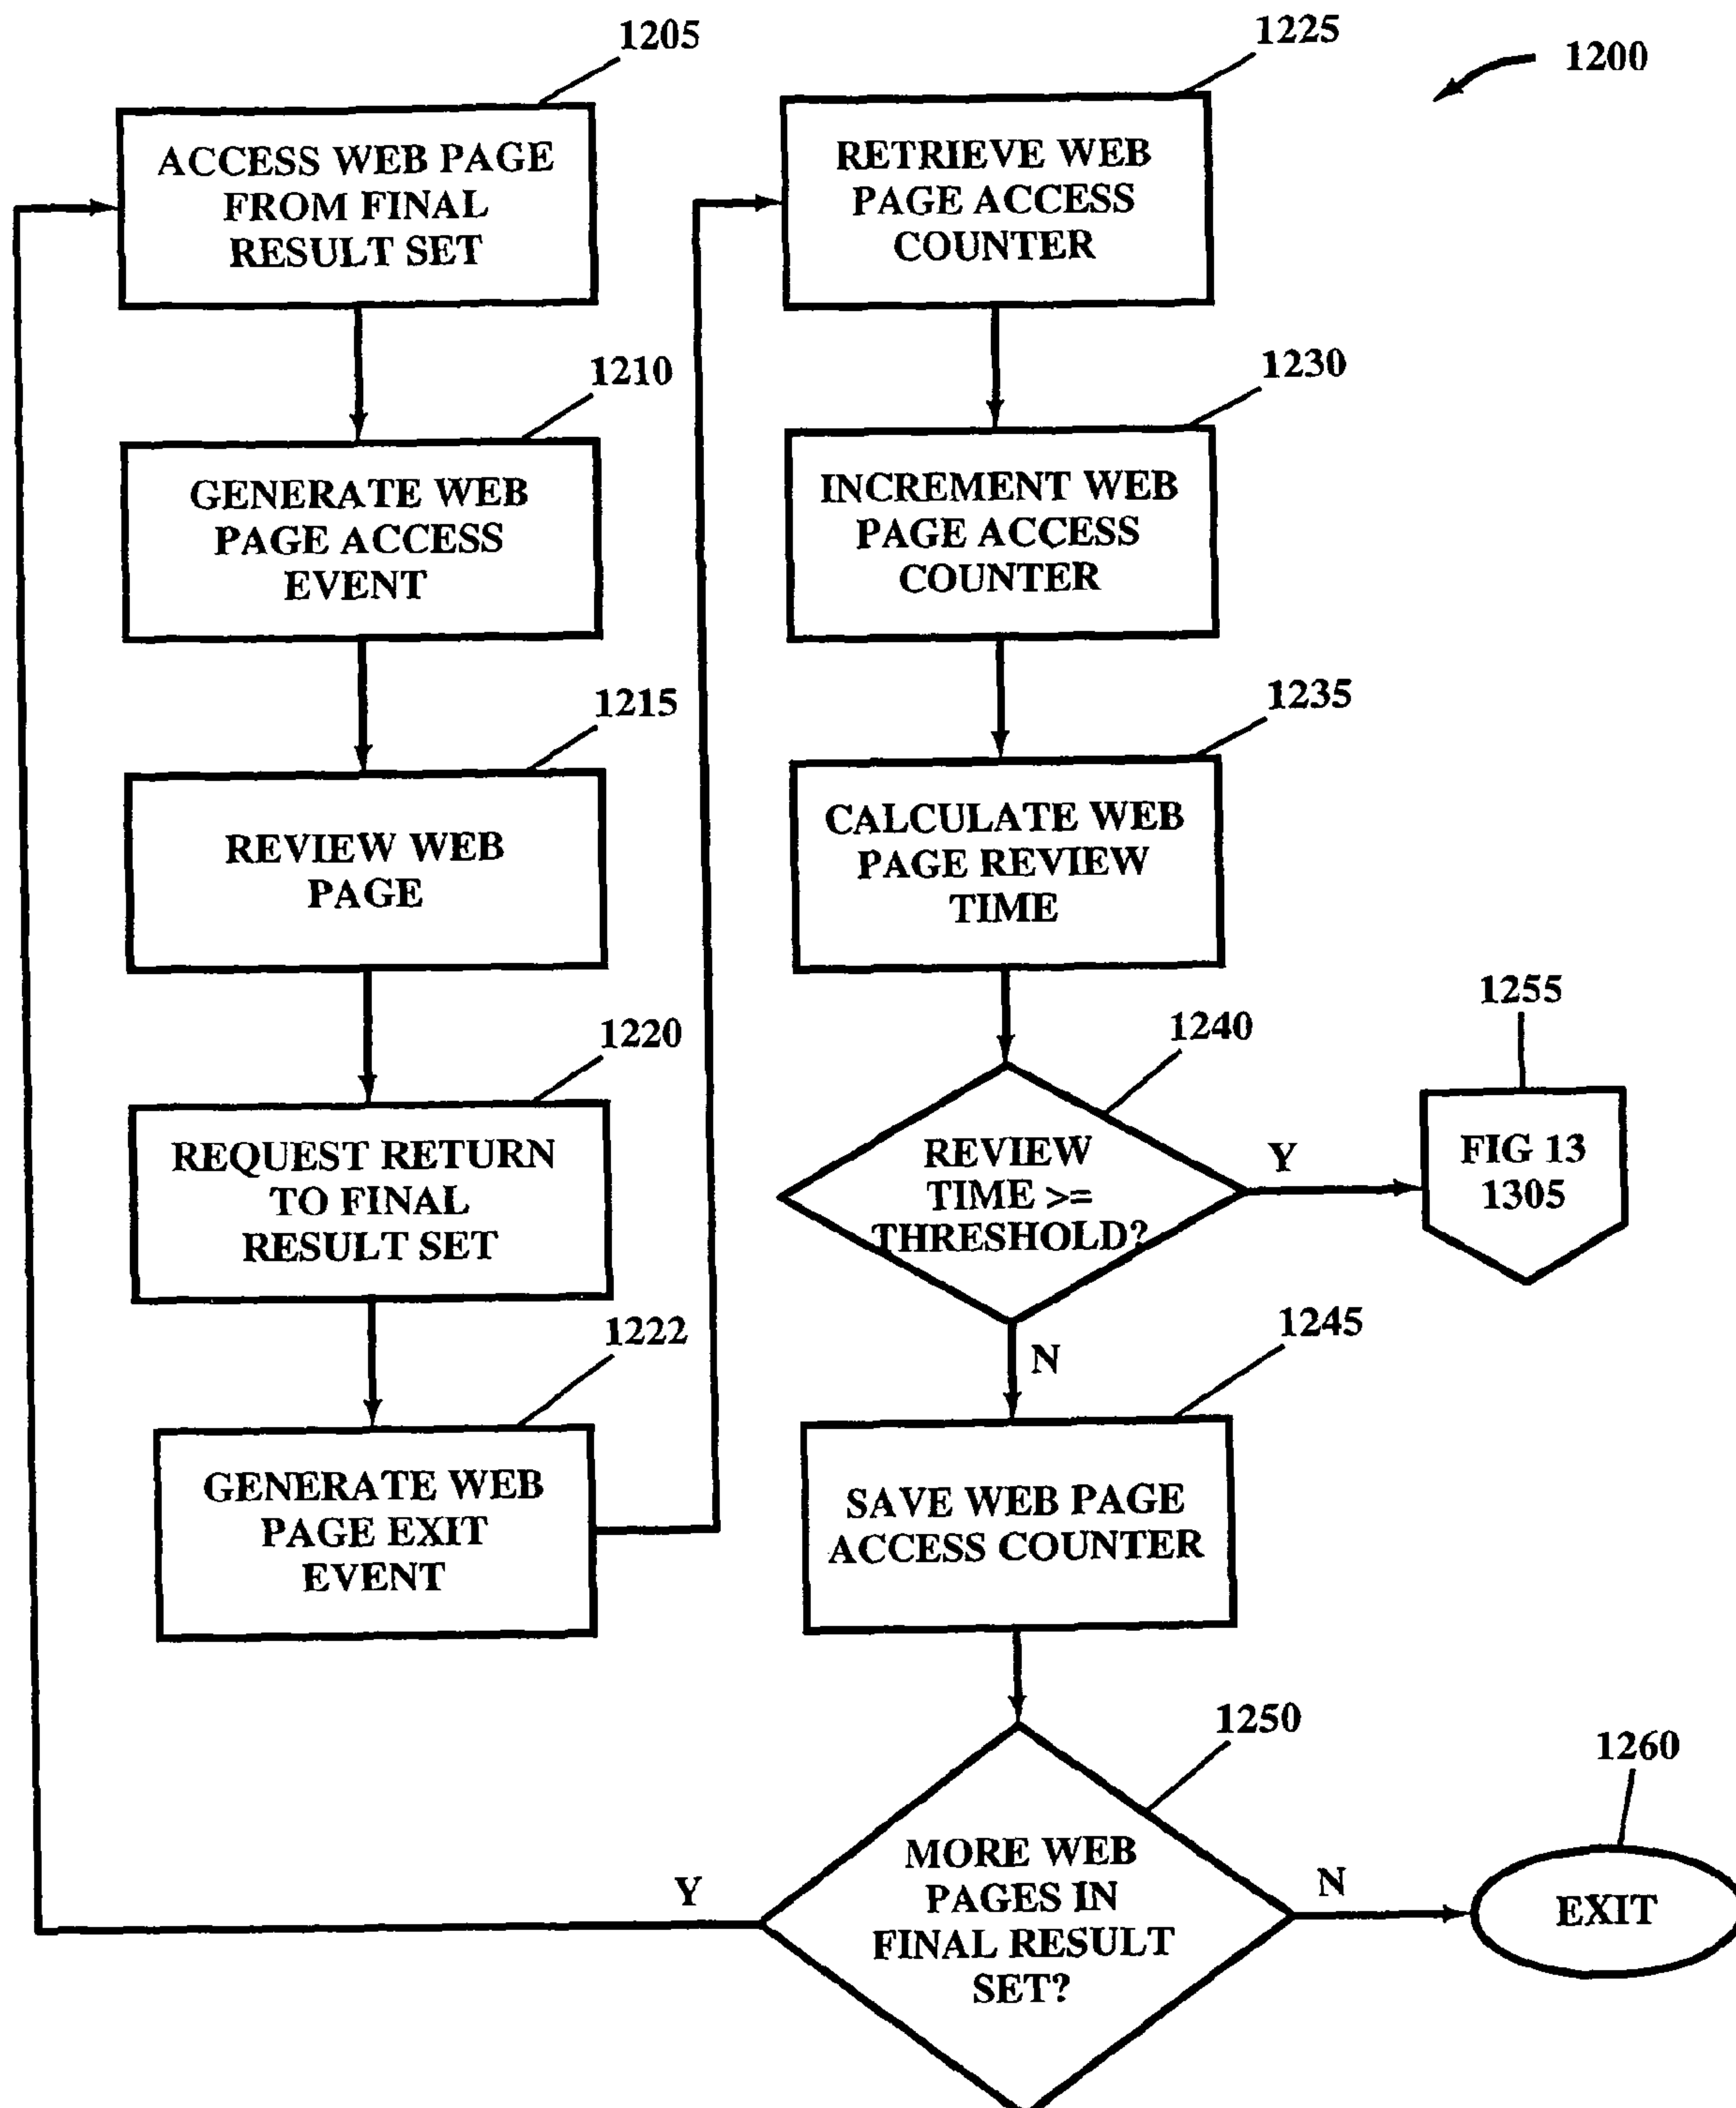 1200
1205
ACCESS WEB PAGE
FROM FINAL
RESULT SET
1210
GENERATE WEB
PAGE ACCESS
EVENT
1215
REVIEW WEB
PAGE
1220
REQUEST RETURN
TO FINAL
RESULT SET
1222
GENERATE WEB
PAGE EXIT
EVENT
1225
RETRIEVE WEB
PAGE ACCESS
COUNTER
1230
INCREMENT WEB
PAGE ACCESS
COUNTER
1235
CALCULATE WEB
PAGE REVIEW
TIME
1240
REVIEW
TIME >=
THRESHOLD?
Y
1255
FIG 13
1305
N
1245
SAVE WEB PAGE
ACCESS COUNTER
1250
MORE WEB
PAGES IN
FINAL RESULT
SET?
Y
N
1260
EXIT